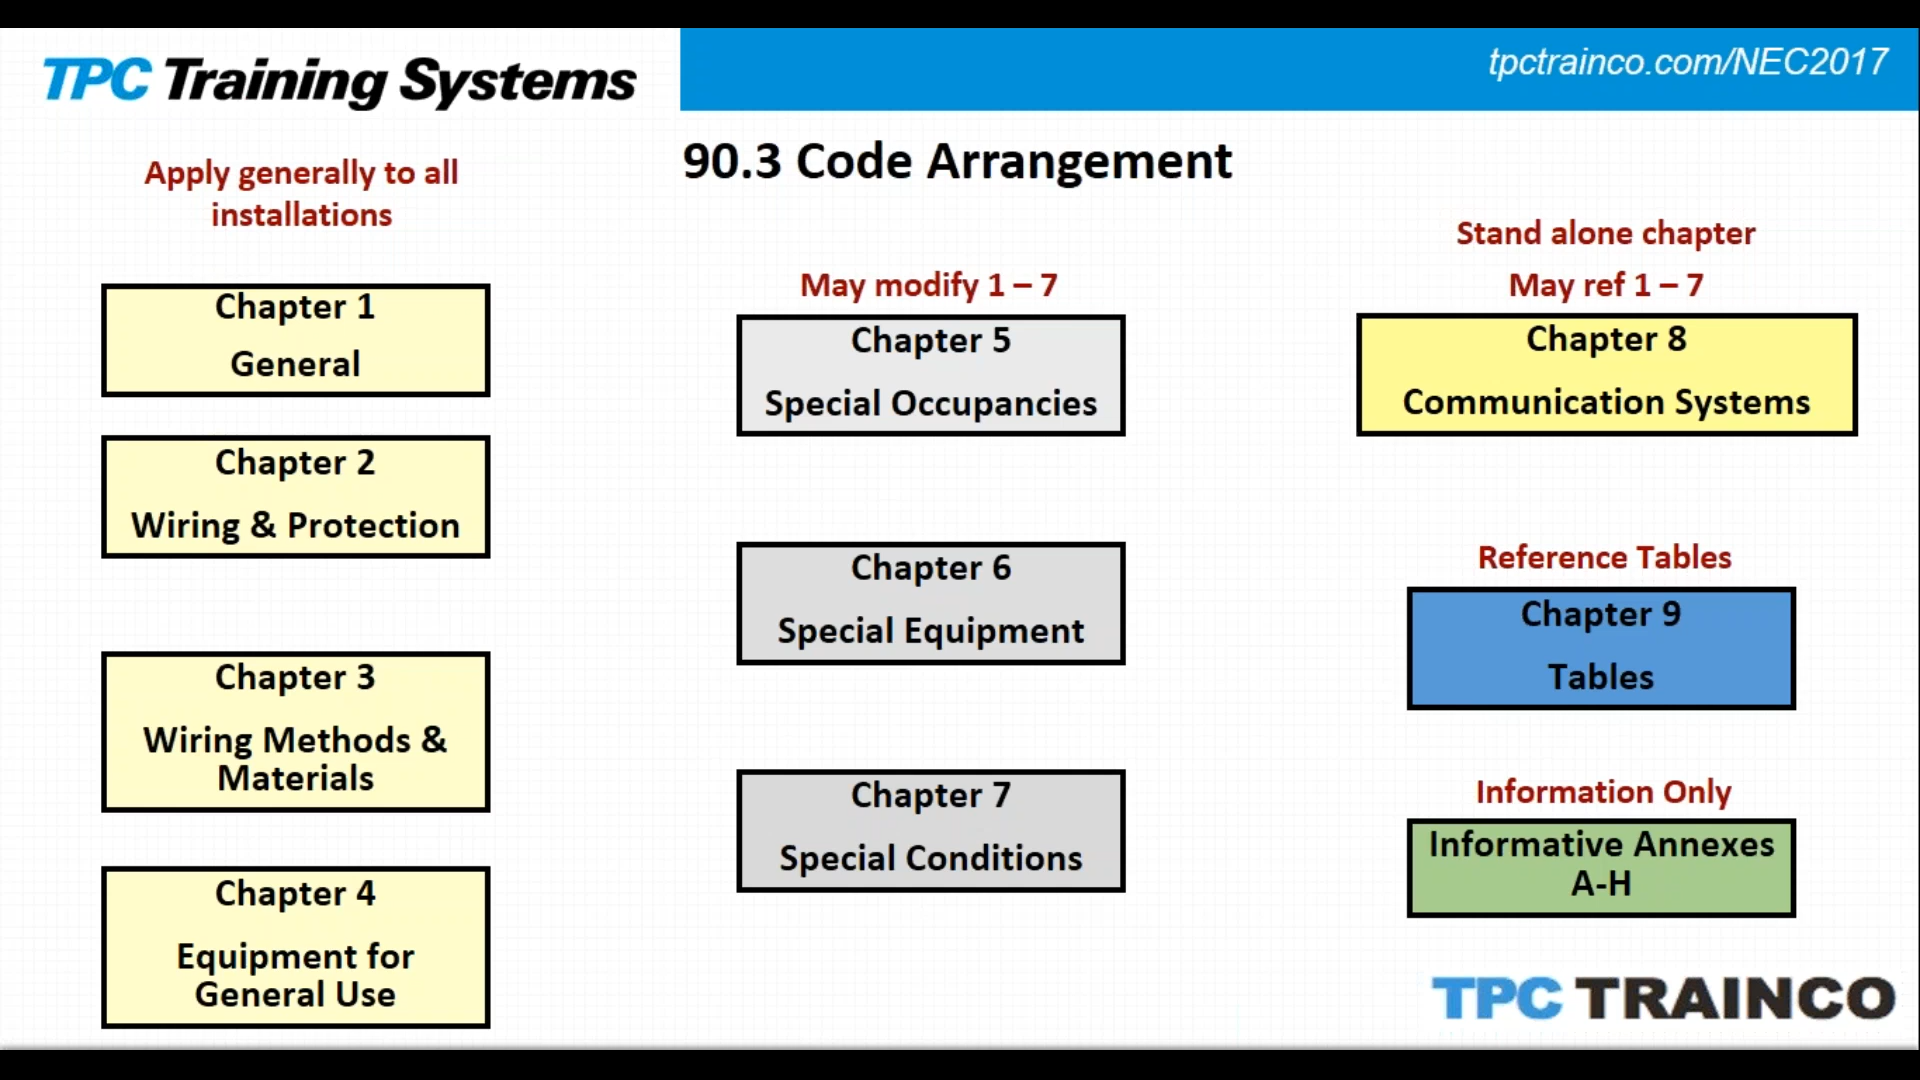 TPC Training Systems
tpctrainco.com/NEC2017
90.3 Code Arrangement
Apply generally to all
installations
Chapter 1
General
Chapter 2
Wiring & Protection
Chapter 3
Wiring Methods &
Materials
Chapter 4
Equipment for
General Use
May modify 1 – 7
Chapter 5
Special Occupancies
Chapter 6
Special Equipment
Chapter 7
Special Conditions
Stand alone chapter
May ref 1 – 7
Chapter 8
Communication Systems
Reference Tables
Chapter 9
Tables
Information Only
Informative Annexes
A-H
TPC TRAINCO